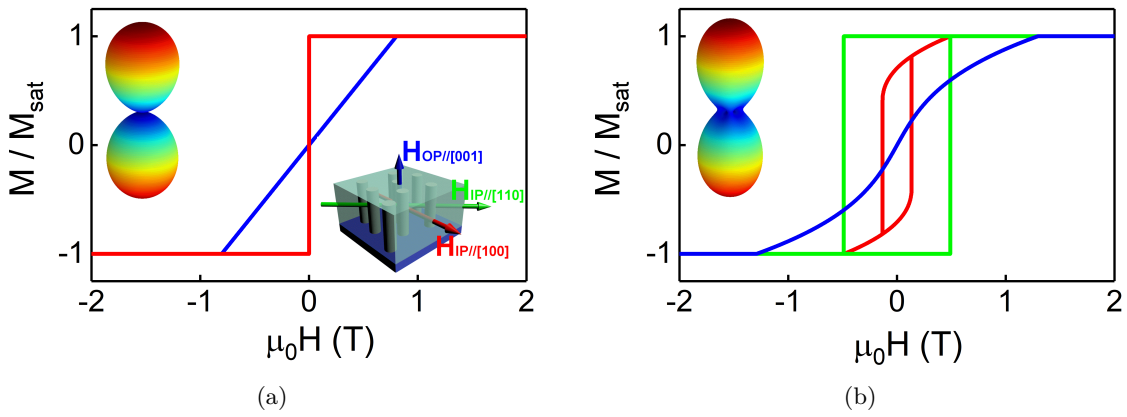 1
0
-1
M / Msat
-2
-1
0
1
2
μ0H (T)
HOP//[001]
HIP//[110]
HIP//[100]
(a)
1
0
-1
M / Msat
-2
-1
0
1
2
μ0H (T)
(b)